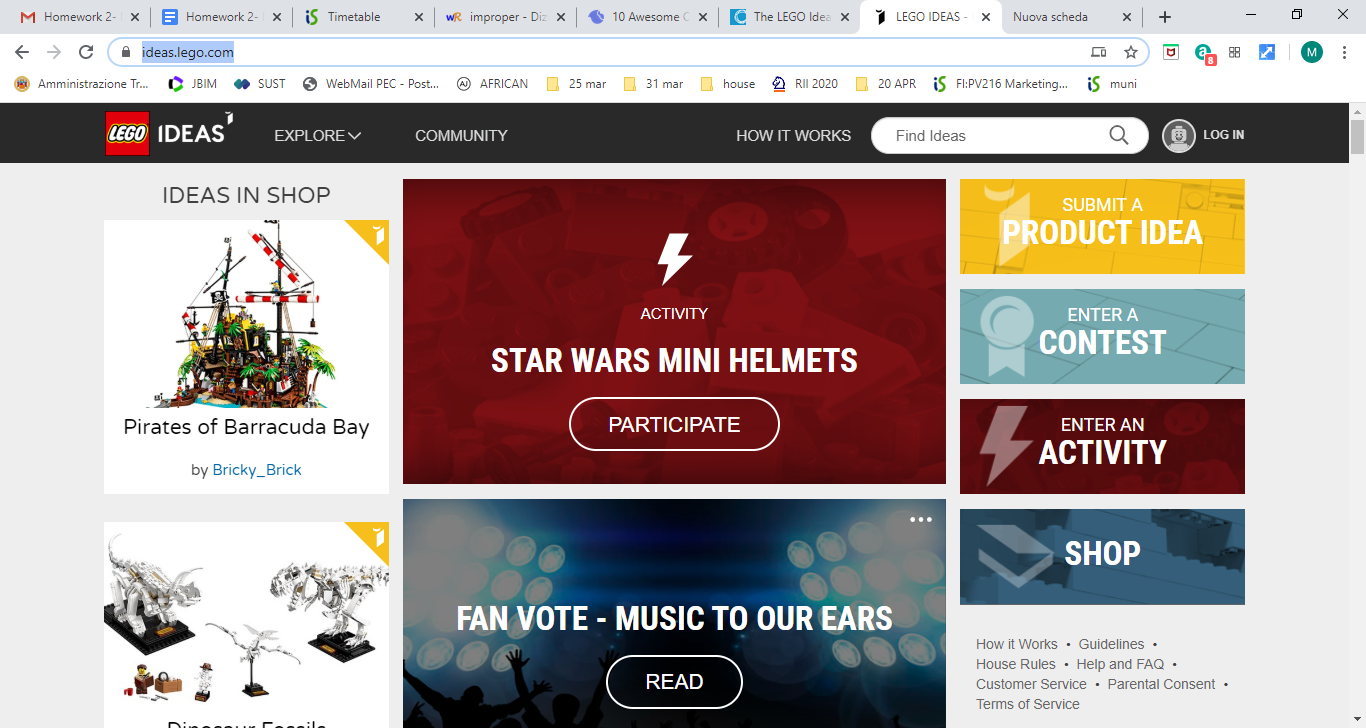 Homework 2-
Homework 2-
Timetable
improper - Diz
10 Awesome C
The LEGO Idea
LEGO IDEAS -
Nuova scheda
ideas.lego.com
8
M
Amministrazione Tr...
JBIM
SUST
WebMail PEC - Post...
AFRICAN
25 mar
31 mar
house
RII 2020
20 APR
FI:PV216 Marketing...
muni
LEGO IDEAS
EXPLORE
COMMUNITY
HOW IT WORKS
Find Ideas
LOG IN
IDEAS IN SHOP
Pirates of Barracuda Bay
by Bricky_Brick
Dinosaur Fossils
ACTIVITY
STAR WARS MINI HELMETS
PARTICIPATE
FAN VOTE - MUSIC TO OUR EARS
READ
SUBMIT A
PRODUCT IDEA
ENTER A
CONTEST
ENTER AN
ACTIVITY
SHOP
How it Works • Guidelines •
House Rules • Help and FAQ •
Customer Service • Parental Consent •
Terms of Service